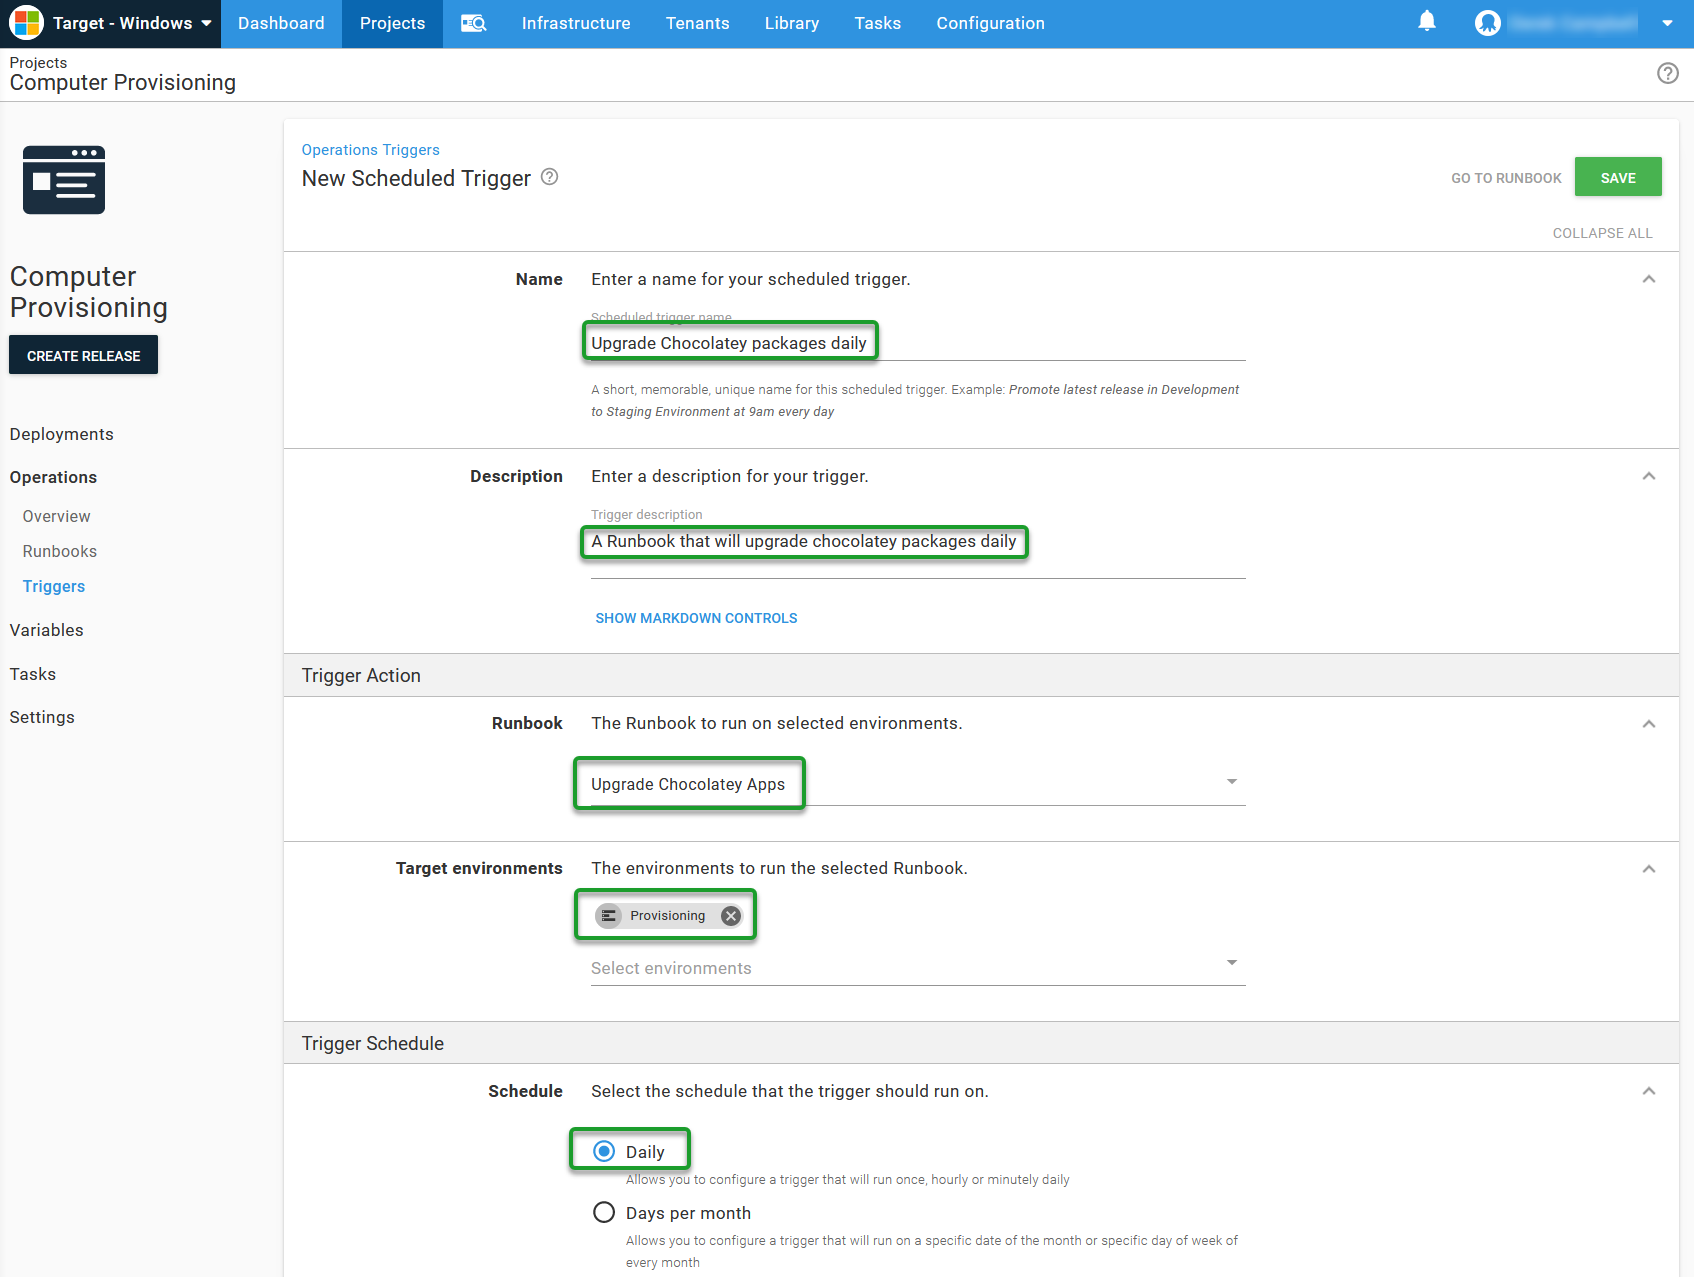 Target - Windows Dashboard Projects Infrastructure Tenants Library Tasks Configuration
Projects
Computer Provisioning
Operations Triggers
New Scheduled Trigger
GO TO RUNBOOK SAVE
COLLAPSE ALL
Computer
Provisioning
CREATE RELEASE
Deployments
Operations
Overview
Runbooks
Triggers
Variables
Tasks
Settings
Name Enter a name for your scheduled trigger.
Scheduled trigger name
Upgrade Chocolatey packages daily
A short, memorable, unique name for this scheduled trigger. Example: Promote latest release in Development
to Staging Environment at 9am every day
Description Enter a description for your trigger.
Trigger description
A Runbook that will upgrade chocolatey packages daily
SHOW MARKDOWN CONTROLS
Trigger Action
Runbook The Runbook to run on selected environments.
Upgrade Chocolatey Apps
Target environments The environments to run the selected Runbook.
Provisioning
Select environments
Trigger Schedule
Schedule Select the schedule that the trigger should run on.
Daily
Allows you to configure a trigger that will run once, hourly or minutely daily
Days per month
Allows you to configure a trigger that will run on a specific date of the month or specific day of week of
every month